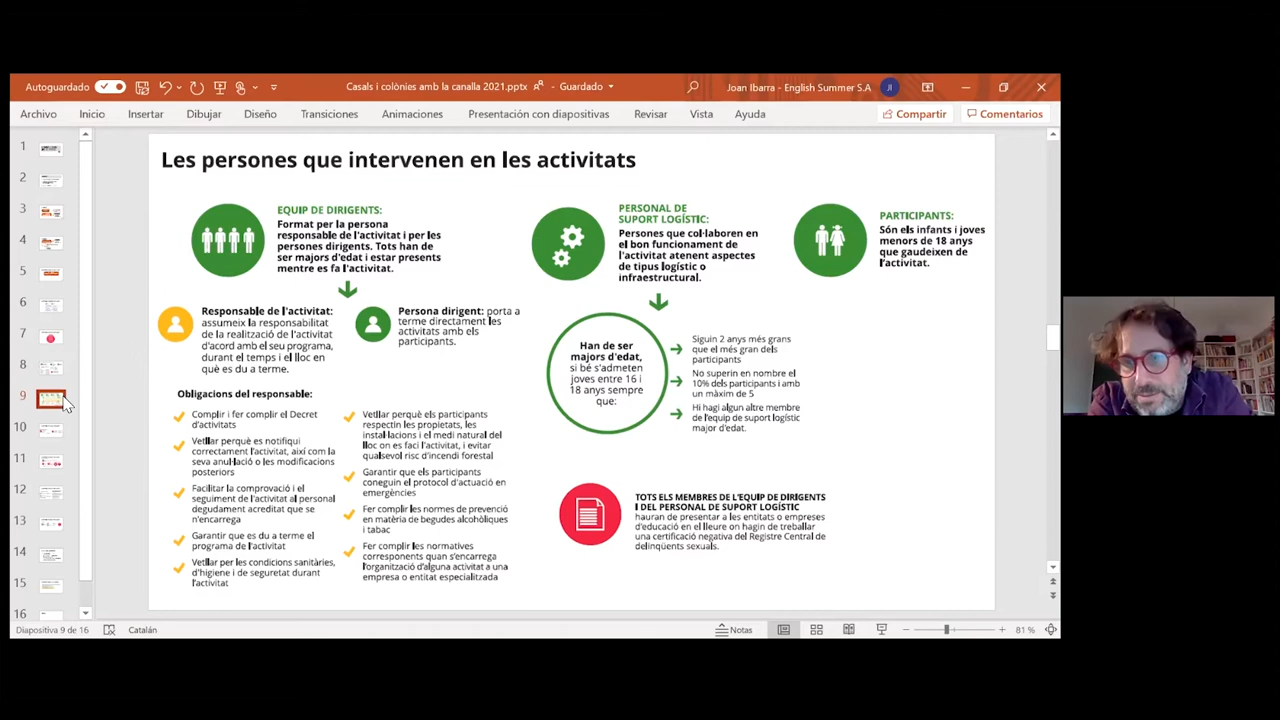 Autoguardado
Casals i colònies amb la canalla 2021.pptx
- Guardado
Joan Ibarra - English Summer S.A
JI
Archivo
Inicio
Insertar
Dibujar
Diseño
Transiciones
Animaciones
Presentación con diapositivas
Revisar
Vista
Ayuda
Compartir
Comentarios
1
2
3
4
5
6
7
8
9
10
11
12
13
14
15
16
Les persones que intervenen en les activitats
EQUIP DE DIRIGENTS:
Format per la persona
responsable de l'activitat i per les
persones dirigents. Tots han de
ser majors d'edat i estar presents
mentre es fa l'activitat.
Responsable de l'activitat:
assumeix la responsabilitat
de la realització de l'activitat
d'acord amb el seu programa,
durant el temps i el lloc en
què es du a terme.
Persona dirigent: porta a
terme directament les
activitats amb els
participants.
Obligacions del responsable:
Complir i fer complir el Decret
d'activitats
Vetllar perquè es notifiqui
correctament l'activitat, així com la
seva anul·lació o les modificacions
posteriors
Facilitar la comprovació i el
seguiment de l'activitat al personal
degudament acreditat que se
n'encarrega
Garantir que es du a terme el
programa de l'activitat
Vetllar per les condicions sanitàries,
d'higiene i de seguretat durant
l'activitat
Vetllar perquè els participants
respectin les propietats, les
instal·lacions i el medi natural del
lloc on es faci l'activitat, i evitar
qualsevol risc d'incendi forestal
Garantir que els participants
coneguin el protocol d'actuació en
emergències
Fer complir les normes de prevenció
en matèria de begudes alcohòliques
i tabac
Fer complir les normatives
corresponents quan s'encarrega
l'organització d'alguna activitat a una
empresa o entitat especialitzada
PERSONAL DE
SUPORT LOGÍSTIC:
Persones que col·laboren en
el bon funcionament de
l'activitat atenent aspectes
de tipus logístic o
infraestructural.
Han de ser
majors d'edat,
si bé s'admeten
joves entre 16 i
18 anys sempre
que:
Siguin 2 anys més grans
que el més gran dels
participants
No superin en nombre el
10% dels participants i amb
un màxim de 5
Hi hagi algun altre membre
de l'equip de suport logístic
major d'edat.
PARTICIPANTS:
Són els infants i joves
menors de 18 anys
que gaudeixen de
l'activitat.
TOTS ELS MEMBRES DE L'EQUIP DE DIRIGENTS
I DEL PERSONAL DE SUPORT LOGÍSTIC
hauran de presentar a les entitats o empreses
d'educació en el lleure on hagin de treballar
una certificació negativa del Registre Central de
delinqüents sexuals.
Diapositiva 9 de 16
Catalán
Notas
81 %